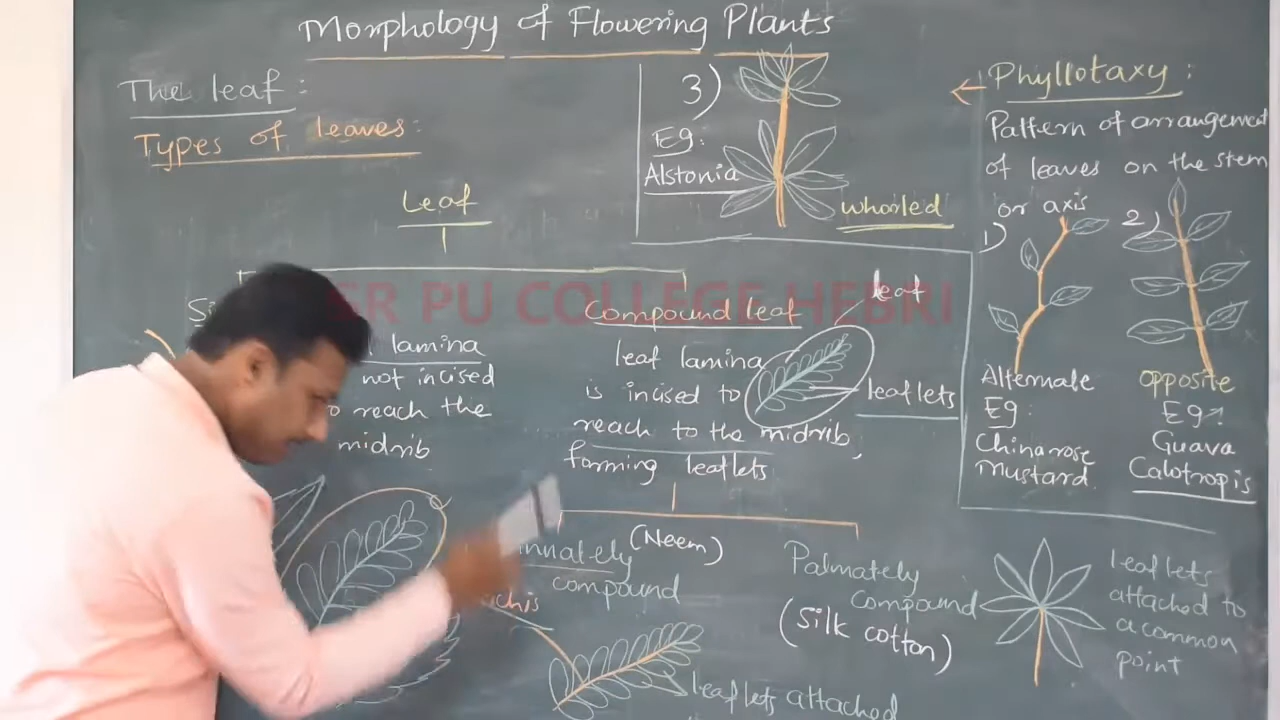 Morphology of Flowering Plants
The leaf:
Types of leaves:
Leaf
lamina
not incised
reach the
midrib
Compound leaf
leaf lamina
is incised to
reach to the midrib,
forming leaflets
leaf
leaflets
(Neem)
compound
Palmately
compound
(Silk cotton)
leaflets attached
leaflets
attached to
a common
point
3)
Eg:
Alstonia
whorled
Phyllotaxy:
Pattern of arrangement
of leaves on the stem
or axis
1)
Alternate
Eg:
Chinarose
Mustard
2)
opposite
Eg:
Guava
Calotropis
SR PU COLLEGE HEBRI